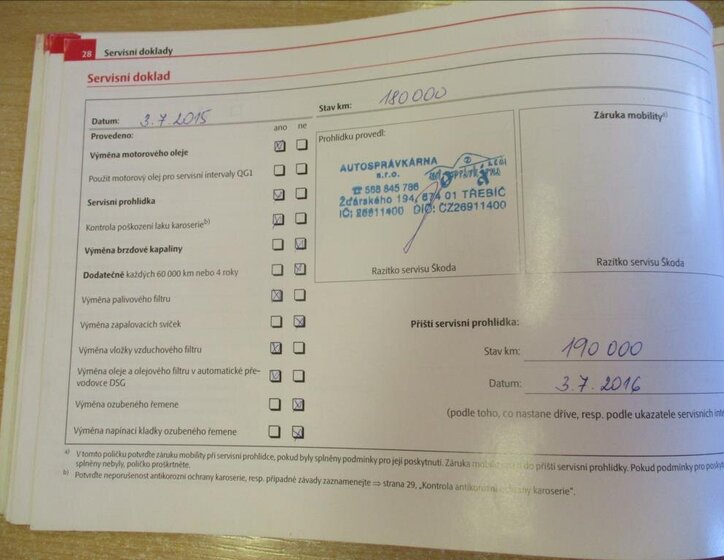 28 Servisní doklady
Servisní doklad
Datum: 3.7.2015
Stav km: 180 000
Provedeno:
ano ne
Výměna motorového oleje
Použit motorový olej pro servisní intervaly QG1
Servisní prohlídka
Kontrola poškození laku karoserieb)
Výměna brzdové kapaliny
Dodatečně každých 60 000 km nebo 4 roky
Výměna palivového filtru
Výměna zapalovacích svíček
Výměna vložky vzduchového filtru
Výměna oleje a olejového filtru v automatické pře-
vodovce DSG
Výměna ozubeného řemene
Výměna napínací kladky ozubeného řemene
Prohlídku provedl:
AUTOSPRÁVKÁRNA
s.r.o.
☎ 568 845 786
Žďárského 194, 674 01 TŘEBÍČ
IČ: 26911400 DIČ: CZ26911400
Razítko servisu Škoda
Záruka mobilitya)
Razítko servisu Škoda
Příští servisní prohlídka:
Stav km: 190 000
Datum: 3.7.2016
(podle toho, co nastane dříve, resp. podle ukazatele servisních
a) V tomto políčku potvrďte záruku mobility při servisní prohlídce, pokud byly splněny podmínky pro její poskytnutí. Záruka do příští servisní prohlídky. Pokud podmínky pro
splněny nebyly, políčko proškrtněte.
b) Potvrďte neporušenost antikorozní ochrany karoserie, resp. případné závady zaznamenejte ⇒ strana 29, „Kontrola antikorozní ochrany karoserie".